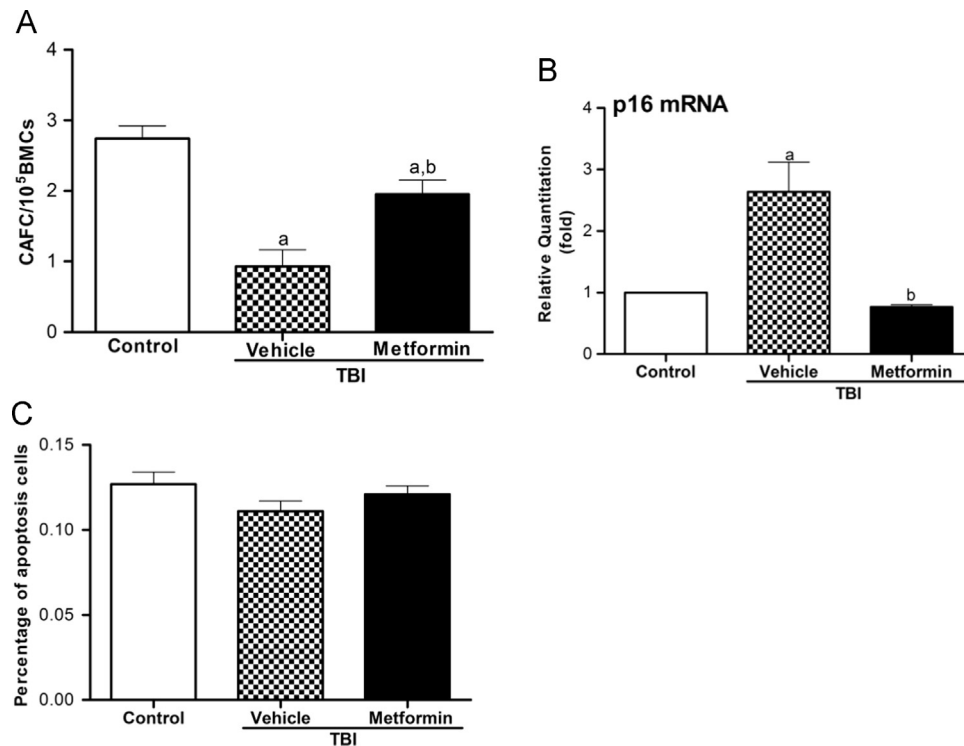 A
CAFC/10⁵BMCs
4
3
2
1
0
a
a,b
Control
Vehicle
Metformin
TBI
B
p16 mRNA
Relative Quantitation
(fold)
4
3
2
1
0
a
b
Control
Vehicle
Metformin
TBI
C
Percentage of apoptosis cells
0.15
0.10
0.05
0.00
Control
Vehicle
Metformin
TBI